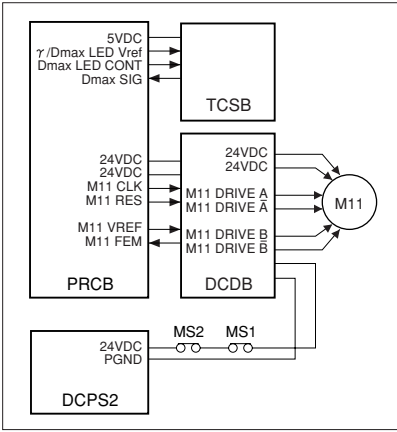 5VDC
γ/Dmax LED Vref
Dmax LED CONT
Dmax SIG
TCSB
24VDC
24VDC
M11 CLK
M11 RES
M11 VREF
M11 FEM
PRCB
24VDC
24VDC
M11 DRIVE A
M11 DRIVE A̅
M11 DRIVE B
M11 DRIVE B̅
DCDB
M11
MS2
MS1
24VDC
PGND
DCPS2